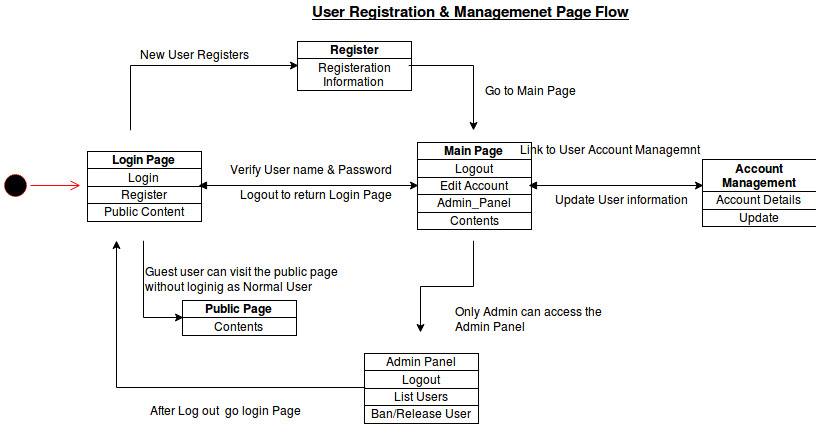 User Registration & Managemenet Page Flow
New User Registers
Register
Registeration
Information
Go to Main Page
Login Page
Login
Register
Public Content
Verify User name & Password
Logout to return Login Page
Main Page
Logout
Edit Account
Admin_Panel
Contents
Link to User Account Managemnt
Update User information
Account
Management
Account Details
Update
Guest user can visit the public page
without loginig as Normal User
Public Page
Contents
Only Admin can access the
Admin Panel
Admin Panel
Logout
List Users
Ban/Release User
After Log out go login Page